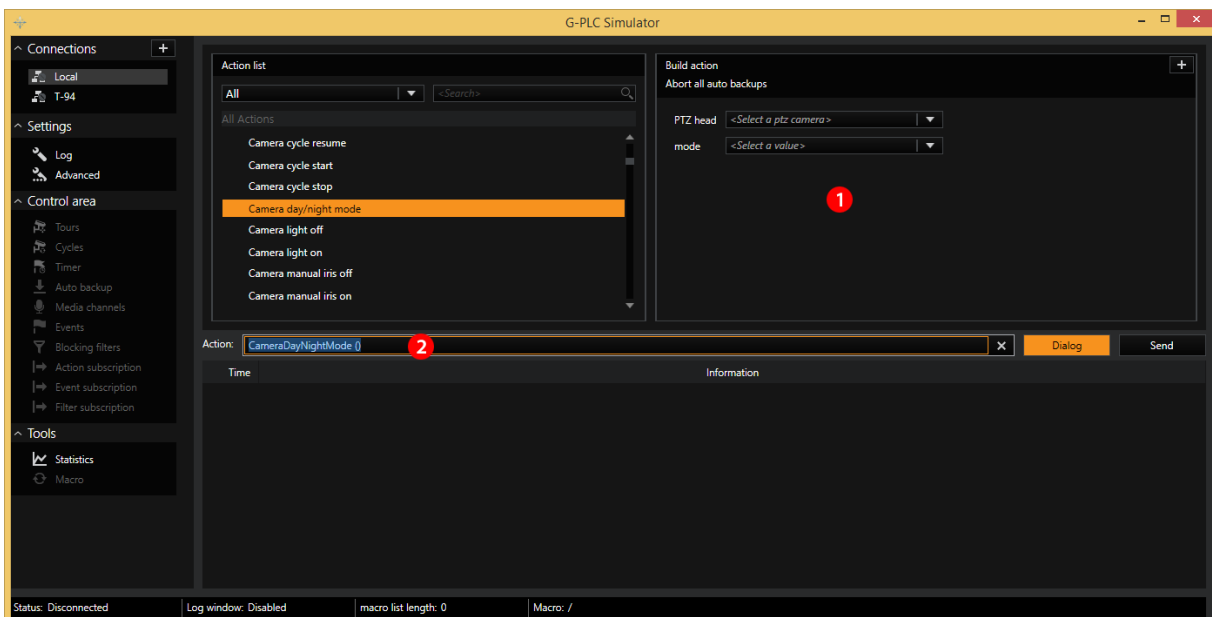 G-PLC Simulator
Connections
Local
T-94
Settings
Log
Advanced
Control area
Tours
Cycles
Timer
Auto backup
Media channels
Events
Blocking filters
Action subscription
Event subscription
Filter subscription
Tools
Statistics
Macro
Action list
All
<Search>
All Actions
Camera cycle resume
Camera cycle start
Camera cycle stop
Camera day/night mode
Camera light off
Camera light on
Camera manual iris off
Camera manual iris on
Build action
Abort all auto backups
PTZ head <Select a ptz camera>
mode <Select a value>
1
Action: CameraDayNightMode () 2 Dialog Send
Time Information
Status: Disconnected Log window: Disabled macro list length: 0 Macro: /